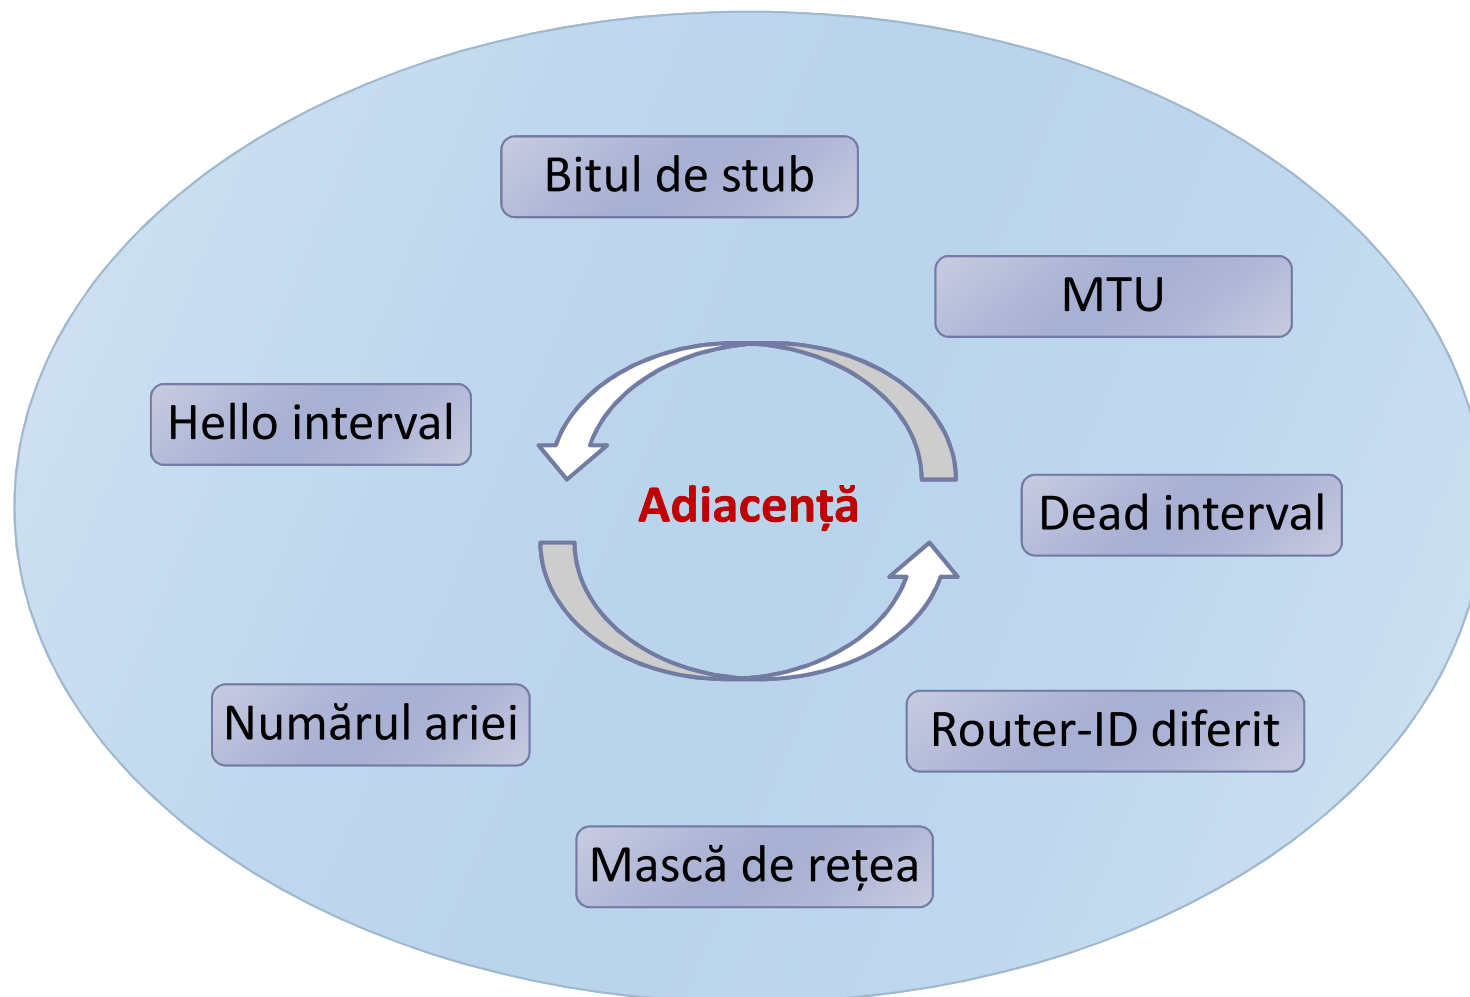 Bitul de stub
MTU
Hello interval
Adiacență
Dead interval
Numărul ariei
Router-ID diferit
Mască de rețea